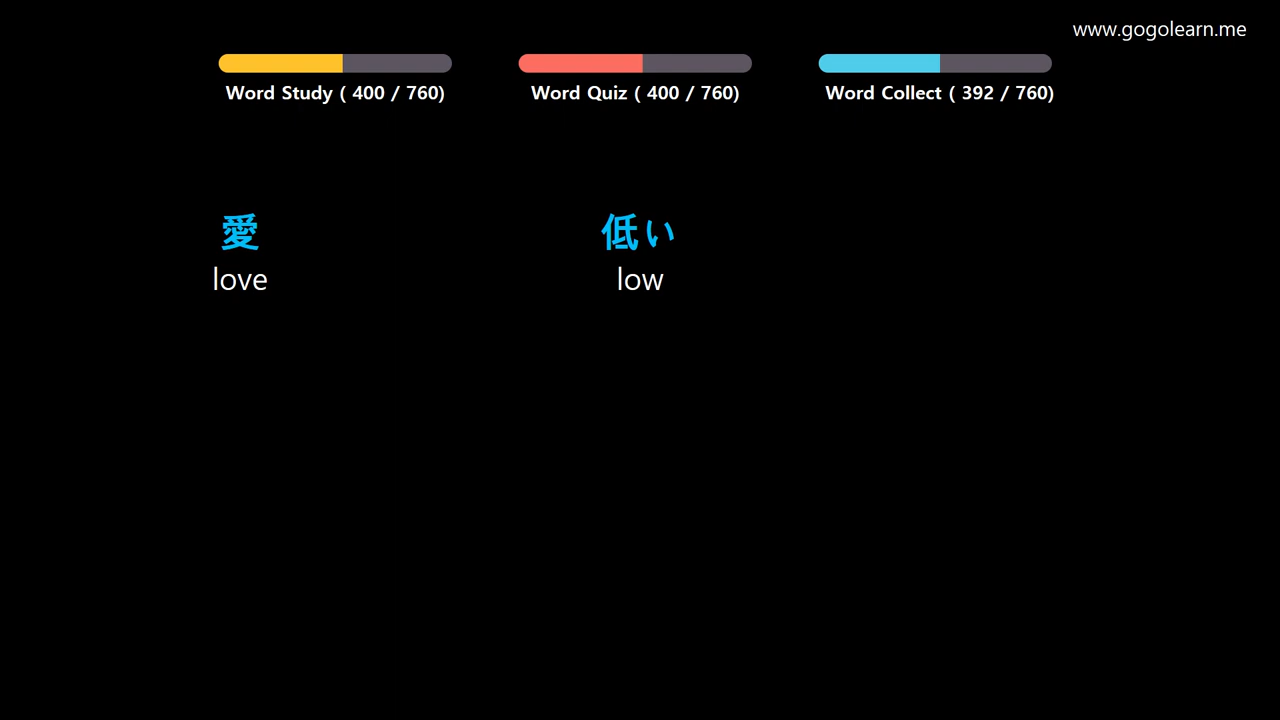 www.gogolearn.me
Word Study ( 400 / 760)
Word Quiz ( 400 / 760)
Word Collect ( 392 / 760)
愛
love
低い
low